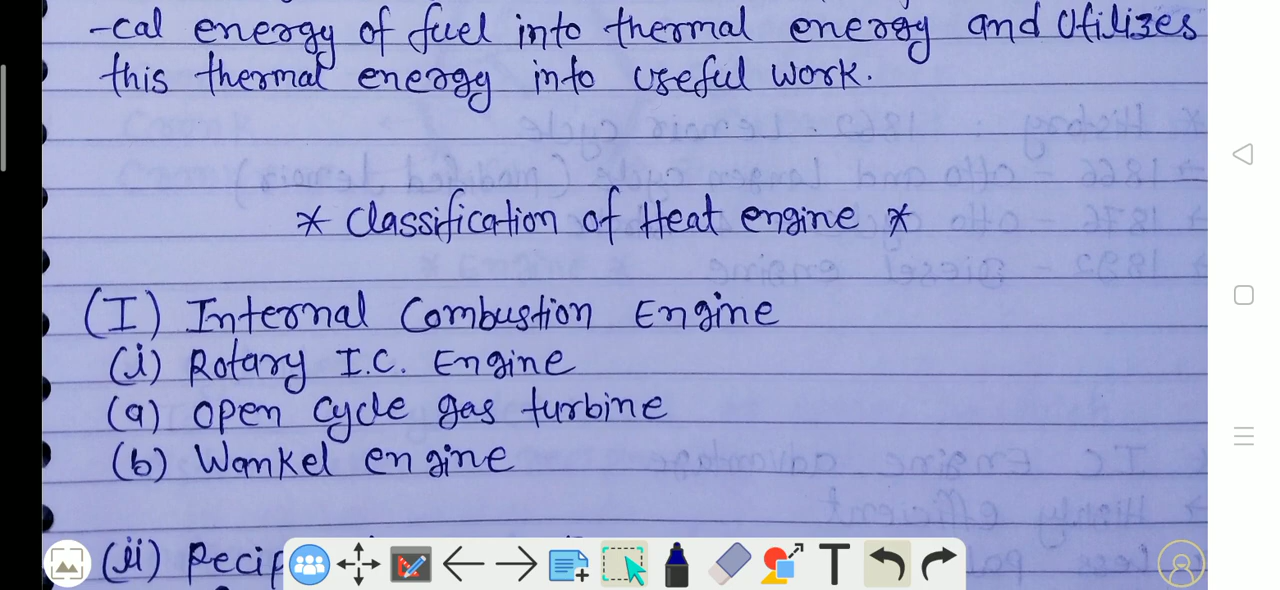 -cal energy of fuel into thermal energy and Utilizes
this thermal energy into useful work.
* Classification of Heat engine *
(I) Internal Combustion Engine
(i) Rotary I.C. Engine
(a) open cycle gas turbine
(b) Wankel engine
(ii) Recip
T